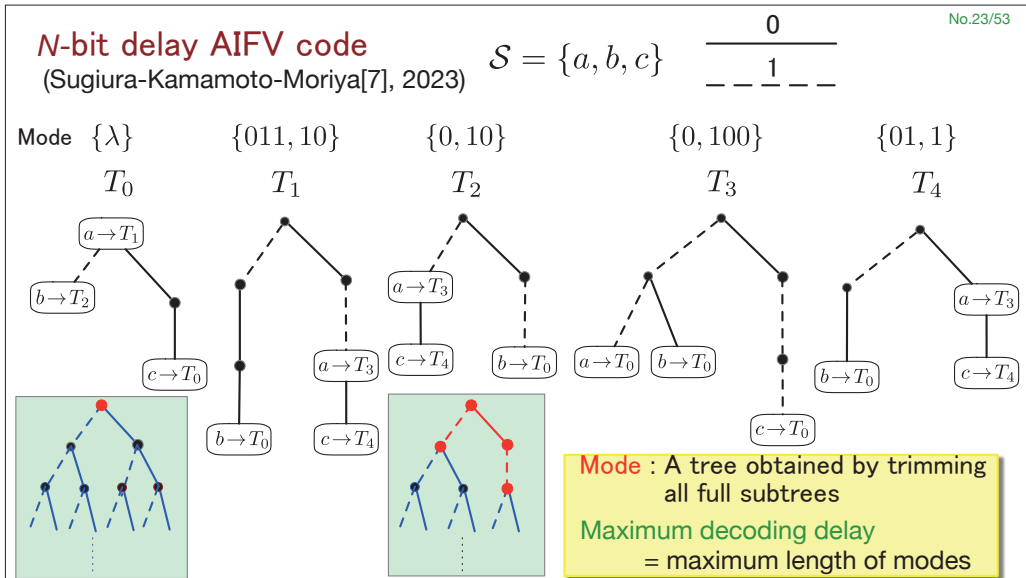 No.23/53
N-bit delay AIFV code
(Sugiura-Kamamoto-Moriya[7], 2023)
S = {a, b, c}
0
1
Mode {λ} {011, 10} {0, 10} {0, 100} {01, 1}
T₀ T₁ T₂ T₃ T₄
a→T₁
b→T₂
c→T₀
b→T₀
a→T₃
c→T₄
a→T₃
c→T₄
b→T₀
a→T₀
b→T₀
c→T₀
b→T₀
a→T₃
c→T₄
Mode : A tree obtained by trimming
all full subtrees
Maximum decoding delay
= maximum length of modes